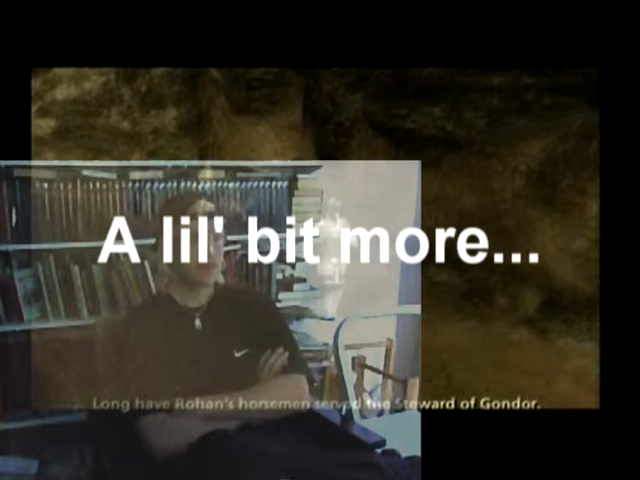 A lil' bit more...
Long have Rohan's horsemen served the Steward of Gondor.